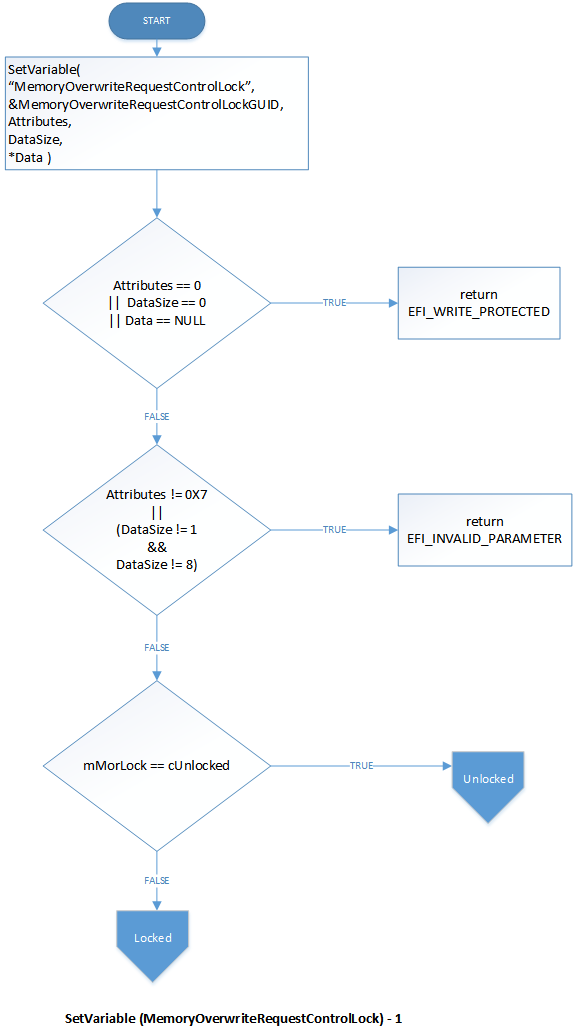 START
SetVariable(
“MemoryOverwriteRequestControlLock”,
&MemoryOverwriteRequestControlLockGUID,
Attributes,
DataSize,
*Data )
Attributes == 0
|| DataSize == 0
|| Data == NULL
TRUE
return
EFI_WRITE_PROTECTED
FALSE
Attributes != 0X7
||
(DataSize != 1
&&
DataSize != 8)
TRUE
return
EFI_INVALID_PARAMETER
FALSE
mMorLock == cUnlocked
TRUE
Unlocked
FALSE
Locked
SetVariable (MemoryOverwriteRequestControlLock) - 1